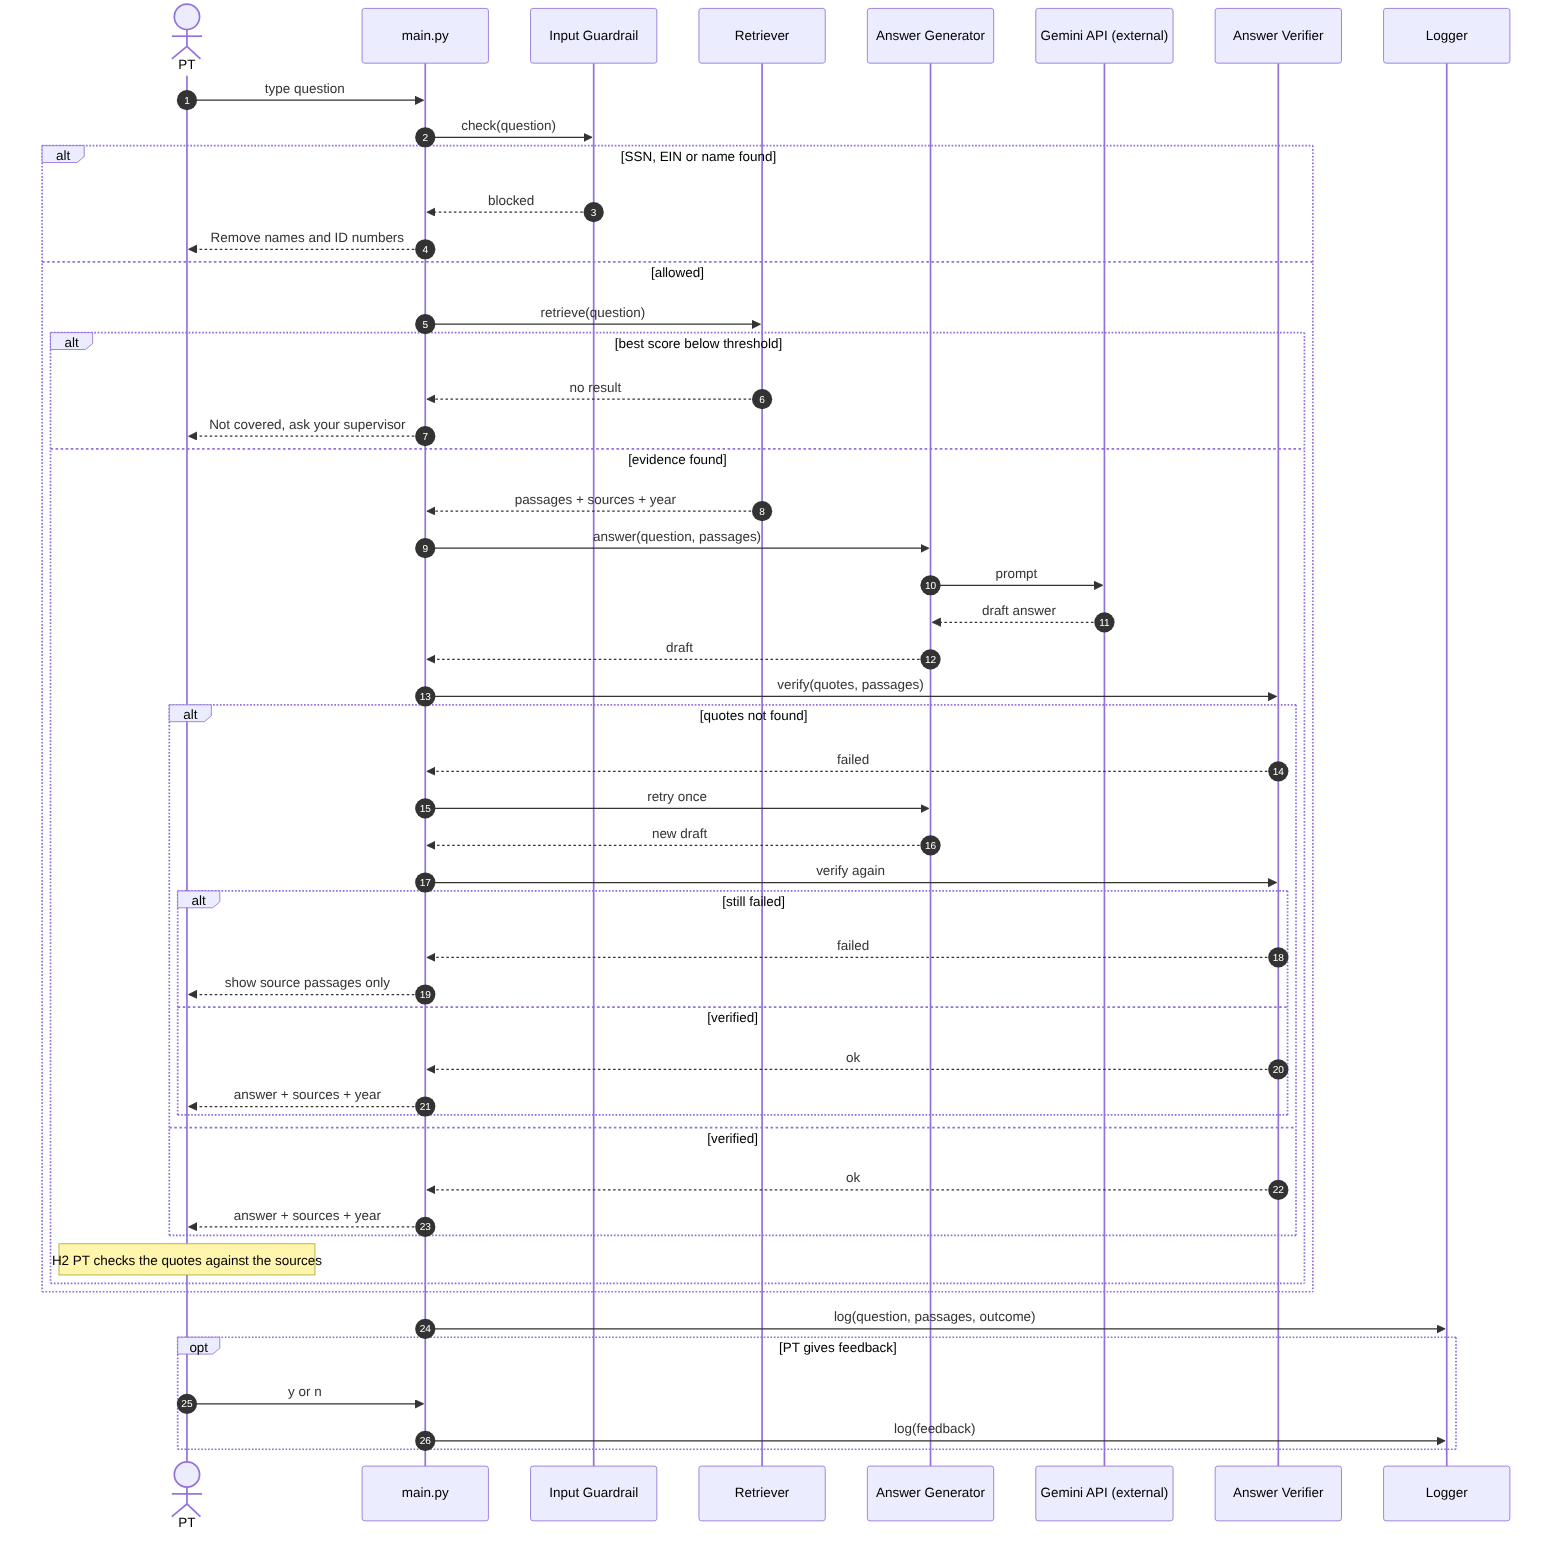 PT
main.py
Input Guardrail
Retriever
Answer Generator
Gemini API (external)
Answer Verifier
Logger
type question
1
check(question)
2
alt
[SSN, EIN or name found]
blocked
3
Remove names and ID numbers
4
[allowed]
retrieve(question)
5
alt
[best score below threshold]
no result
6
Not covered, ask your supervisor
7
[evidence found]
passages + sources + year
8
answer(question, passages)
9
prompt
10
draft answer
11
draft
12
verify(quotes, passages)
13
alt
[quotes not found]
failed
14
retry once
15
new draft
16
verify again
17
alt
[still failed]
failed
18
show source passages only
19
[verified]
ok
20
answer + sources + year
21
[verified]
ok
22
answer + sources + year
23
H2 PT checks the quotes against the sources
log(question, passages, outcome)
24
opt
[PT gives feedback]
y or n
25
log(feedback)
26
PT
main.py
Input Guardrail
Retriever
Answer Generator
Gemini API (external)
Answer Verifier
Logger